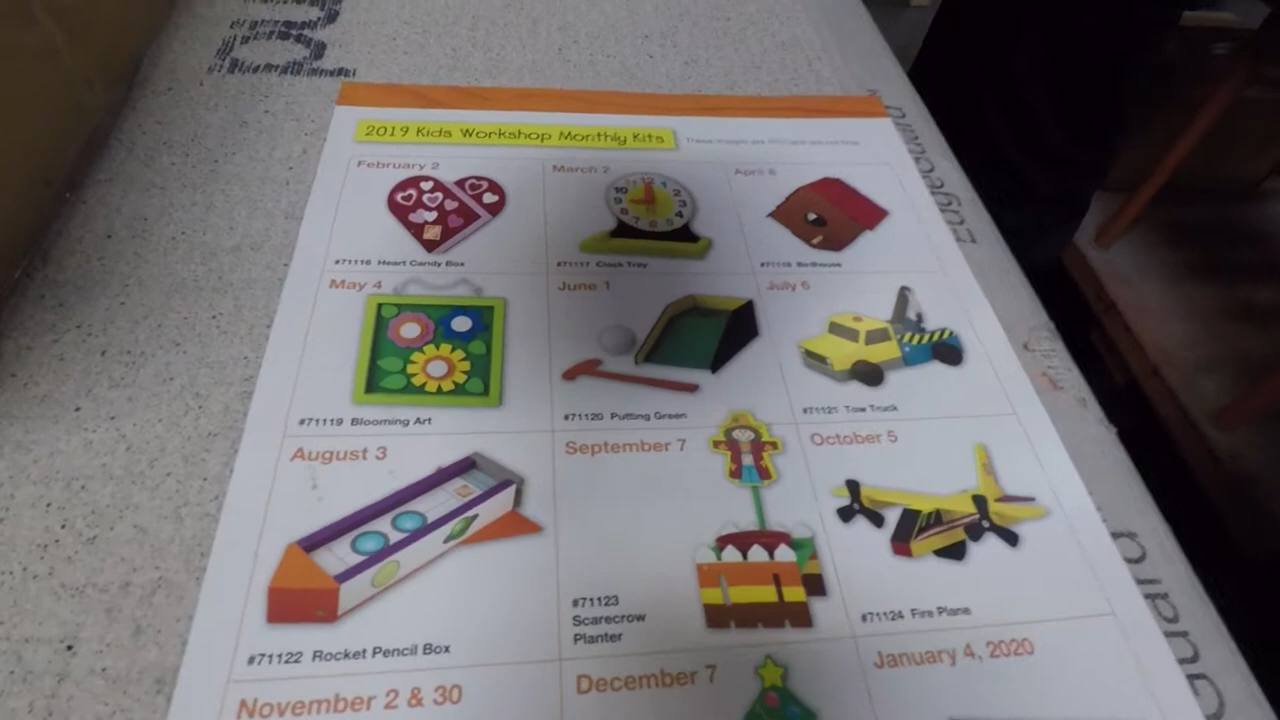 2019 Kids Workshop Monthly Kits
February 2
#71116 Heart Candy Box
March 2
#71117 Clock Tray
April 6
#71118 Birdhouse
May 4
#71119 Blooming Art
June 1
#71120 Putting Green
July 6
#71121 Tow Truck
August 3
#71122 Rocket Pencil Box
September 7
#71123
Scarecrow
Planter
October 5
#71124 Fire Plane
November 2 & 30
December 7
January 4, 2020